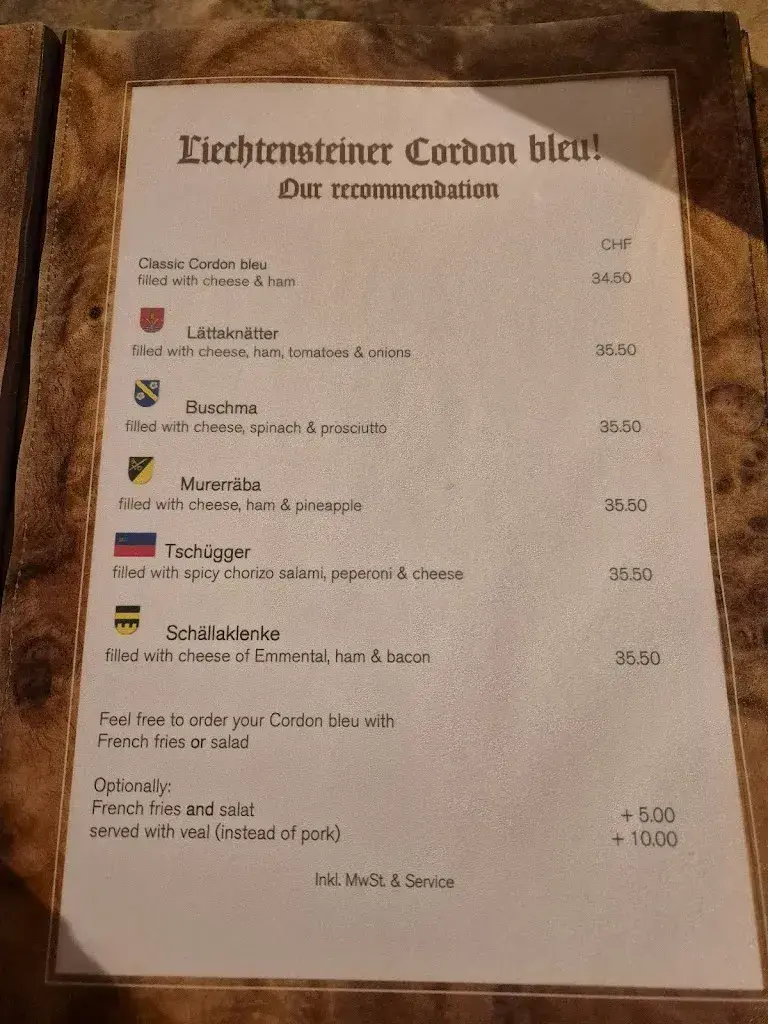 Liechtensteiner Cordon bleu!
Our recommendation
CHF
Classic Cordon bleu
filled with cheese & ham 34.50
Lättaknätter
filled with cheese, ham, tomatoes & onions 35.50
Buschma
filled with cheese, spinach & prosciutto 35.50
Murerräba
filled with cheese, ham & pineapple 35.50
Tschügger
filled with spicy chorizo salami, peperoni & cheese 35.50
Schällaklenke
filled with cheese of Emmental, ham & bacon 35.50
Feel free to order your Cordon bleu with
French fries or salad
Optionally:
French fries and salat + 5.00
served with veal (instead of pork) + 10.00
Inkl. MwSt. & Service